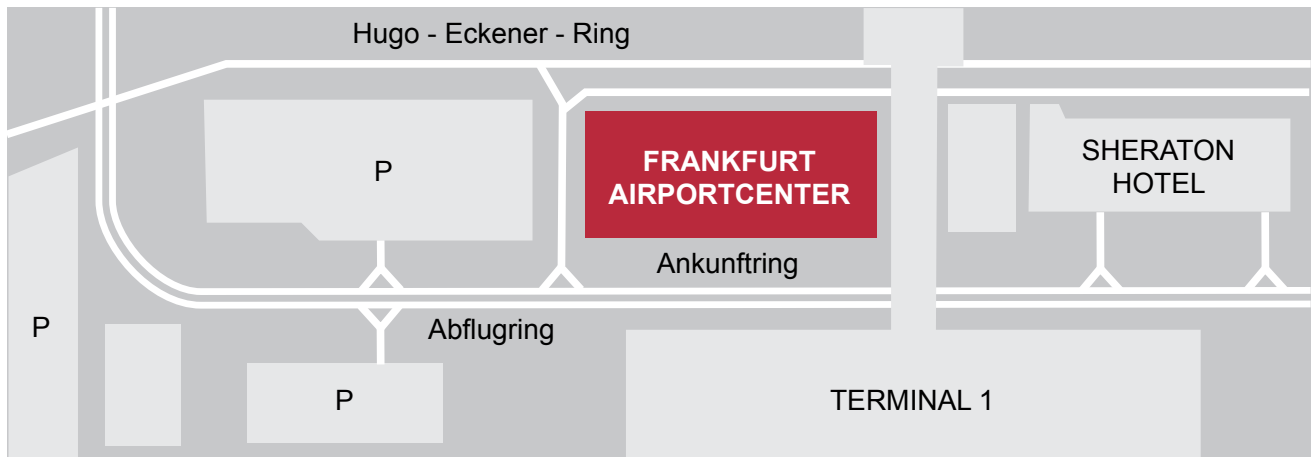 Hugo - Eckener - Ring
P
FRANKFURT
AIRPORTCENTER
SHERATON
HOTEL
Ankunftring
P
Abflugring
P
TERMINAL 1